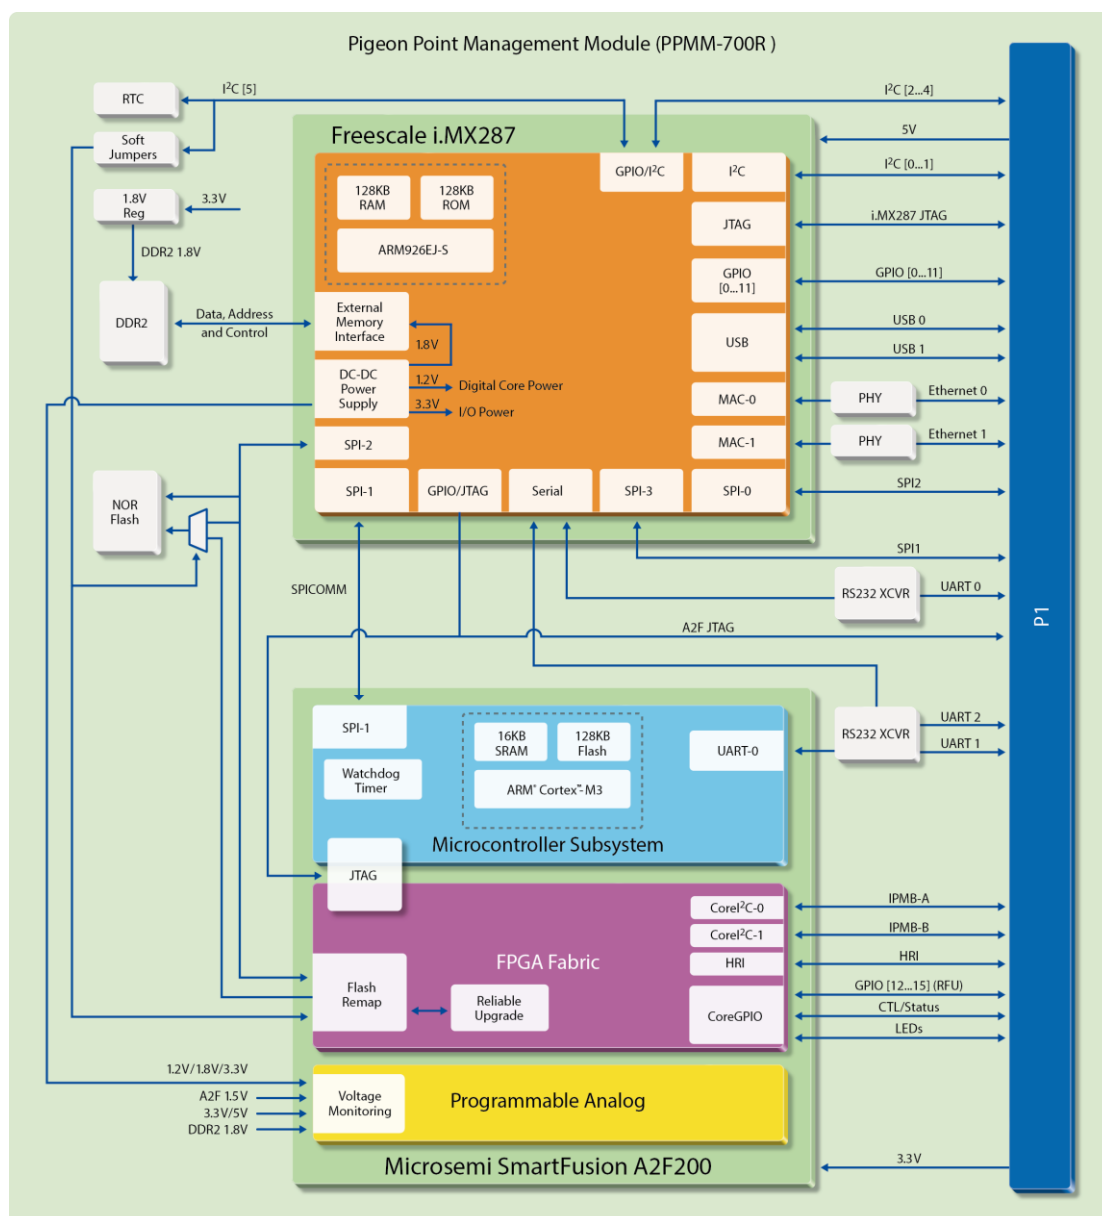 Pigeon Point Management Module (PPMM-700R )
RTC
I²C [5]
I²C [2...4]
Soft
Jumpers
Freescale i.MX287
5V
GPIO/I²C
I²C
I²C [0...1]
128KB
RAM
128KB
ROM
1.8V
Reg
3.3V
JTAG
i.MX287 JTAG
ARM926EJ-S
DDR2 1.8V
GPIO
[0...11]
GPIO [0...11]
DDR2
Data, Address
and Control
External
Memory
Interface
1.8V
USB
USB 0
USB 1
DC-DC
Power
Supply
1.2V
Digital Core Power
3.3V
I/O Power
MAC-0
PHY
Ethernet 0
MAC-1
PHY
Ethernet 1
SPI-2
SPI-1
GPIO/JTAG
Serial
SPI-3
SPI-0
SPI2
NOR
Flash
SPI1
SPICOMM
RS232 XCVR
UART 0
A2F JTAG
P1
SPI-1
16KB
SRAM
128KB
Flash
UART-0
RS232 XCVR
UART 2
UART 1
Watchdog
Timer
ARM® Cortex™-M3
Microcontroller Subsystem
JTAG
CoreI²C-0
IPMB-A
CoreI²C-1
IPMB-B
FPGA Fabric
HRI
HRI
Flash
Remap
Reliable
Upgrade
CoreGPIO
GPIO [12...15] (RFU)
CTL/Status
LEDs
1.2V/1.8V/3.3V
A2F 1.5V
3.3V/5V
DDR2 1.8V
Voltage
Monitoring
Programmable Analog
Microsemi SmartFusion A2F200
3.3V